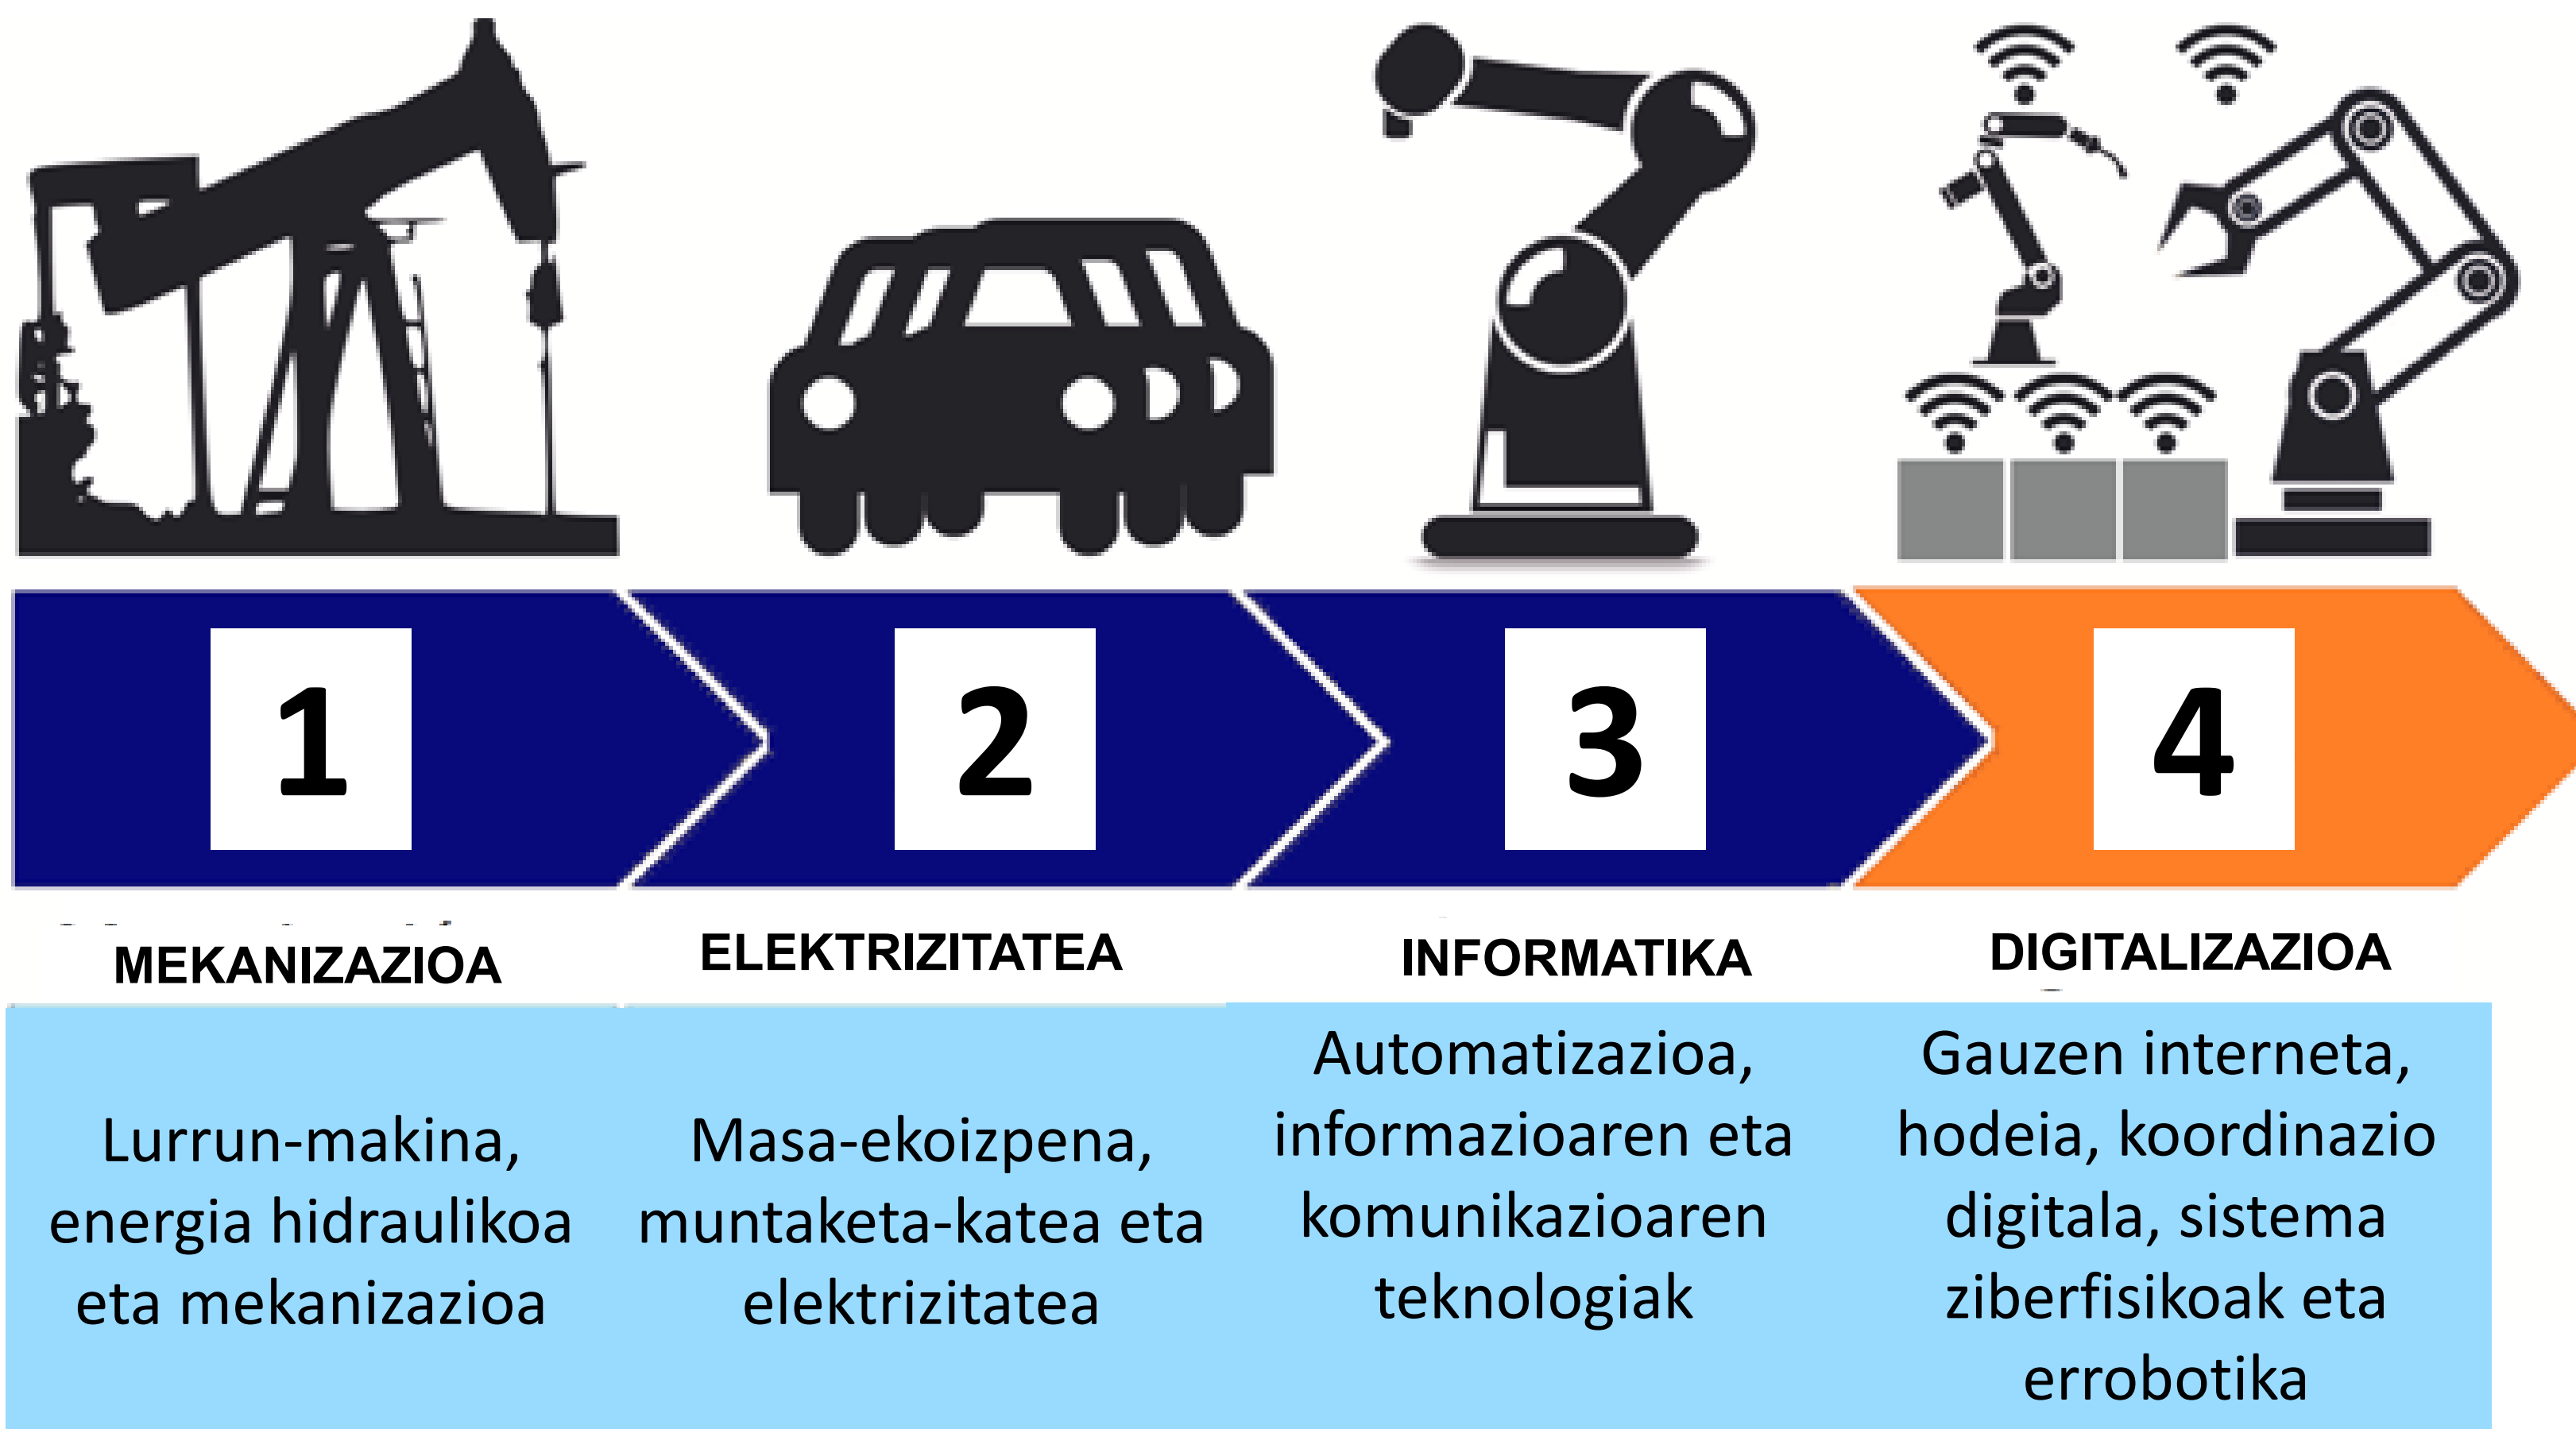 1
2
3
4
MEKANIZAZIOA
ELEKTRIZITATEA
INFORMATIKA
DIGITALIZAZIOA
Lurrun-makina,
energia hidraulikoa
eta mekanizazioa
Masa-ekoizpena,
muntaketa-katea eta
elektrizitatea
Automatizazioa,
informazioaren eta
komunikazioaren
teknologiak
Gauzen interneta,
hodeia, koordinazio
digitala, sistema
ziberfisikoak eta
errobotika